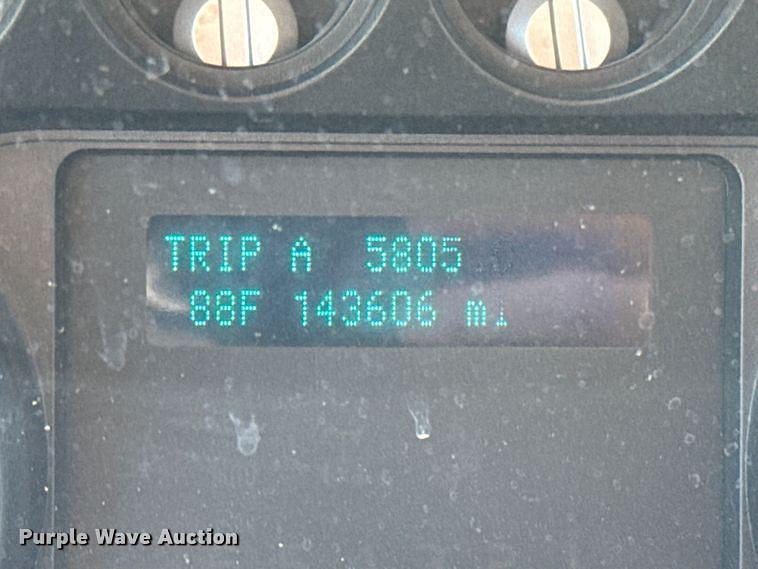 TRIP A 5805
88F 143606 mi
Purple Wave Auction